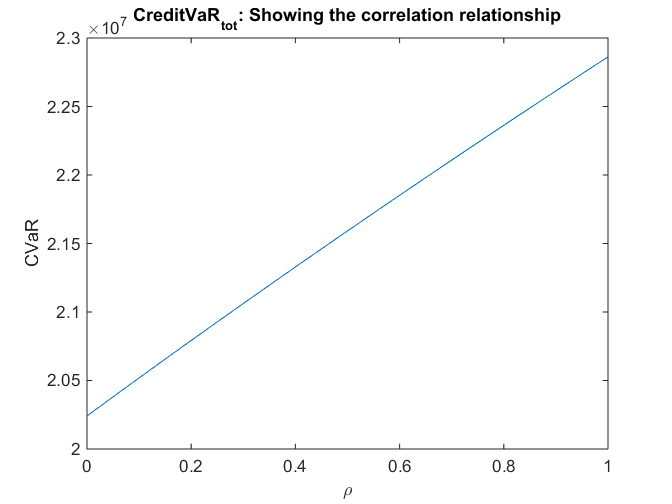 CreditVaR_tot: Showing the correlation relationship
×10^7
2.3
2.25
2.2
2.15
2.1
2.05
2
CVaR
0 0.2 0.4 0.6 0.8 1
ρ